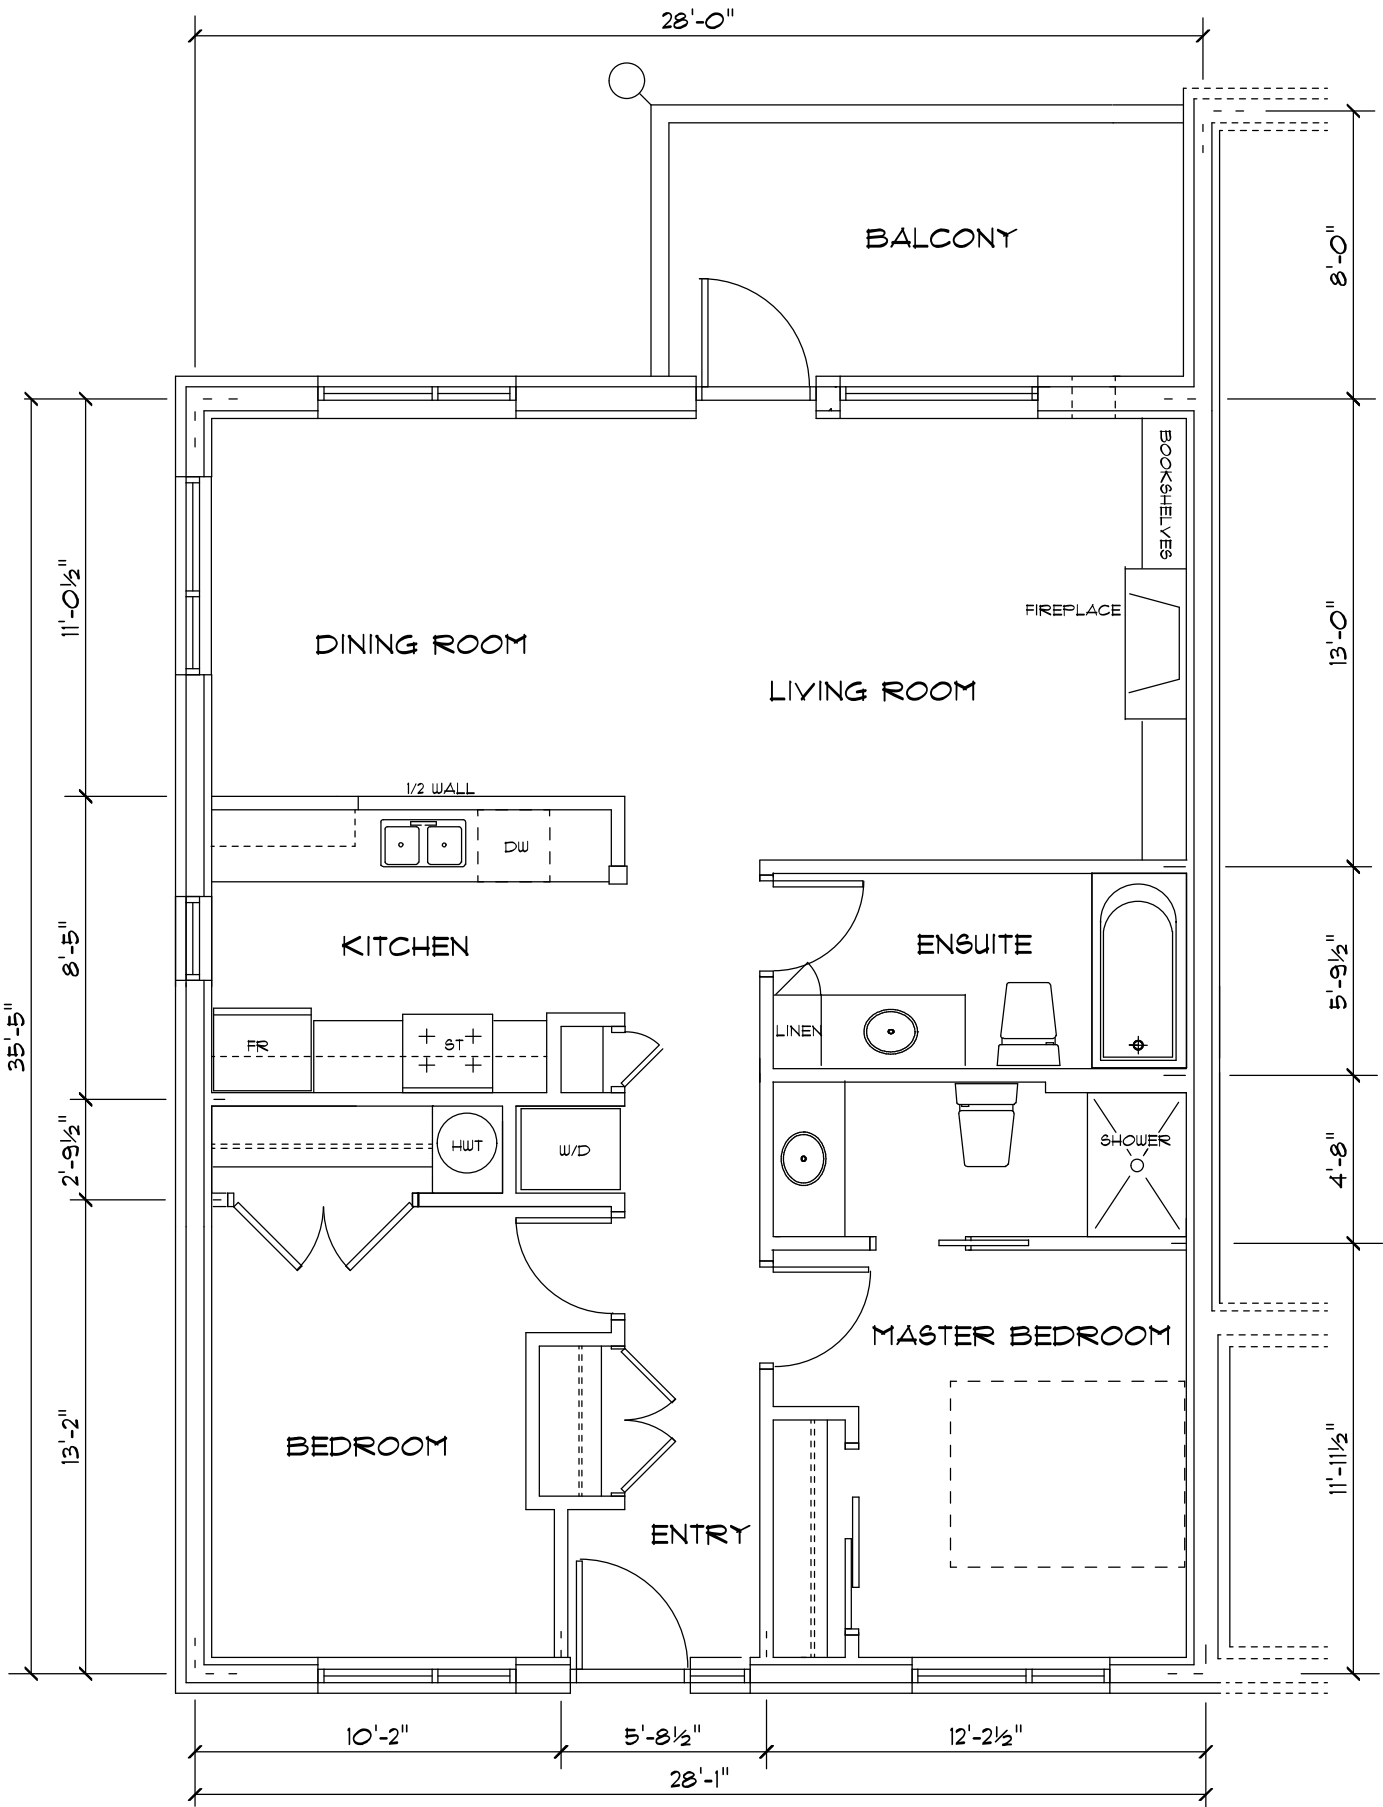 28'-0"
BALCONY
8'-0"
BOOKSHELVES
11'-0½"
FIREPLACE
13'-0"
DINING ROOM
LIVING ROOM
1/2 WALL
DW
KITCHEN
ENSUITE
8'-5"
5'-9½"
35'-5"
LINEN
FR
ST
HWT
W/D
SHOWER
2'-9½"
4'-8"
MASTER BEDROOM
BEDROOM
13'-2"
11'-11½"
ENTRY
10'-2"
5'-8½"
12'-2½"
28'-1"